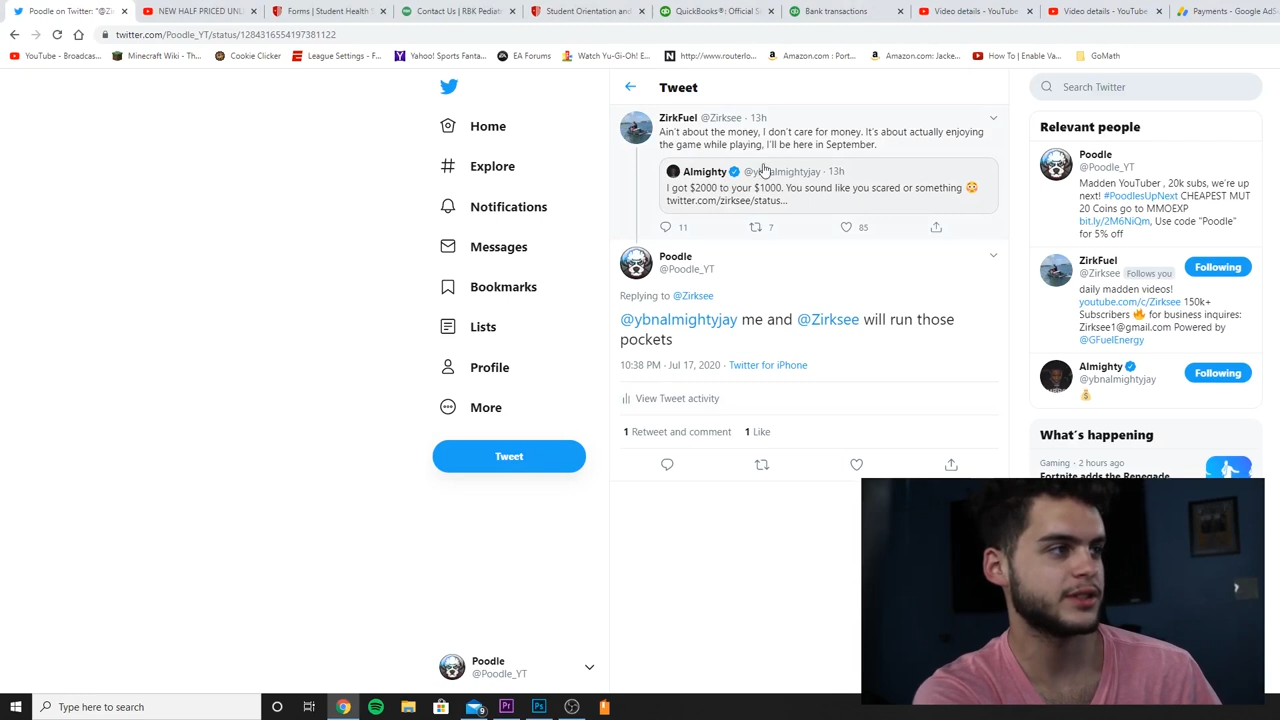 Poodle on Twitter: "@Zi
NEW HALF PRICED UNL
Forms | Student Health S
Contact Us | RBK Pediatr
Student Orientation and
QuickBooks®: Official Si
Bank transactions
Video details - YouTube
Video details - YouTube
Payments - Google AdS
twitter.com/Poodle_YT/status/1284316554197381122
YouTube - Broadcas...
Minecraft Wiki - Th...
Cookie Clicker
League Settings - F...
Yahoo! Sports Fanta...
EA Forums
Watch Yu-Gi-Oh! E...
http://www.routerlo...
Amazon.com : Port...
Amazon.com: Jacke...
How To | Enable Va...
GoMath
Home
Explore
Notifications
Messages
Bookmarks
Lists
Profile
More
Tweet
Poodle
@Poodle_YT
Tweet
ZirkFuel @Zirksee · 13h
Ain't about the money, I don't care for money. It's about actually enjoying
the game while playing, I'll be here in September.
Almighty @ybnalmightyjay · 13h
I got $2000 to your $1000. You sound like you scared or something 😳
twitter.com/zirksee/status...
11 7 85
Poodle
@Poodle_YT
Replying to @Zirksee
@ybnalmightyjay me and @Zirksee will run those
pockets
10:38 PM · Jul 17, 2020 · Twitter for iPhone
View Tweet activity
1 Retweet and comment 1 Like
Search Twitter
Relevant people
Poodle
@Poodle_YT
Madden YouTuber , 20k subs, we're up
next! #PoodlesUpNext CHEAPEST MUT
20 Coins go to MMOEXP
bit.ly/2M6NiQm, Use code "Poodle"
for 5% off
ZirkFuel
@Zirksee Follows you
Following
daily madden videos!
youtube.com/c/Zirksee 150k+
Subscribers 🔥 for business inquires:
Zirksee1@gmail.com Powered by
@GFuelEnergy
Almighty
@ybnalmightyjay
Following
💰
What's happening
Gaming · 2 hours ago
Fortnite adds the Renegade
Type here to search
9